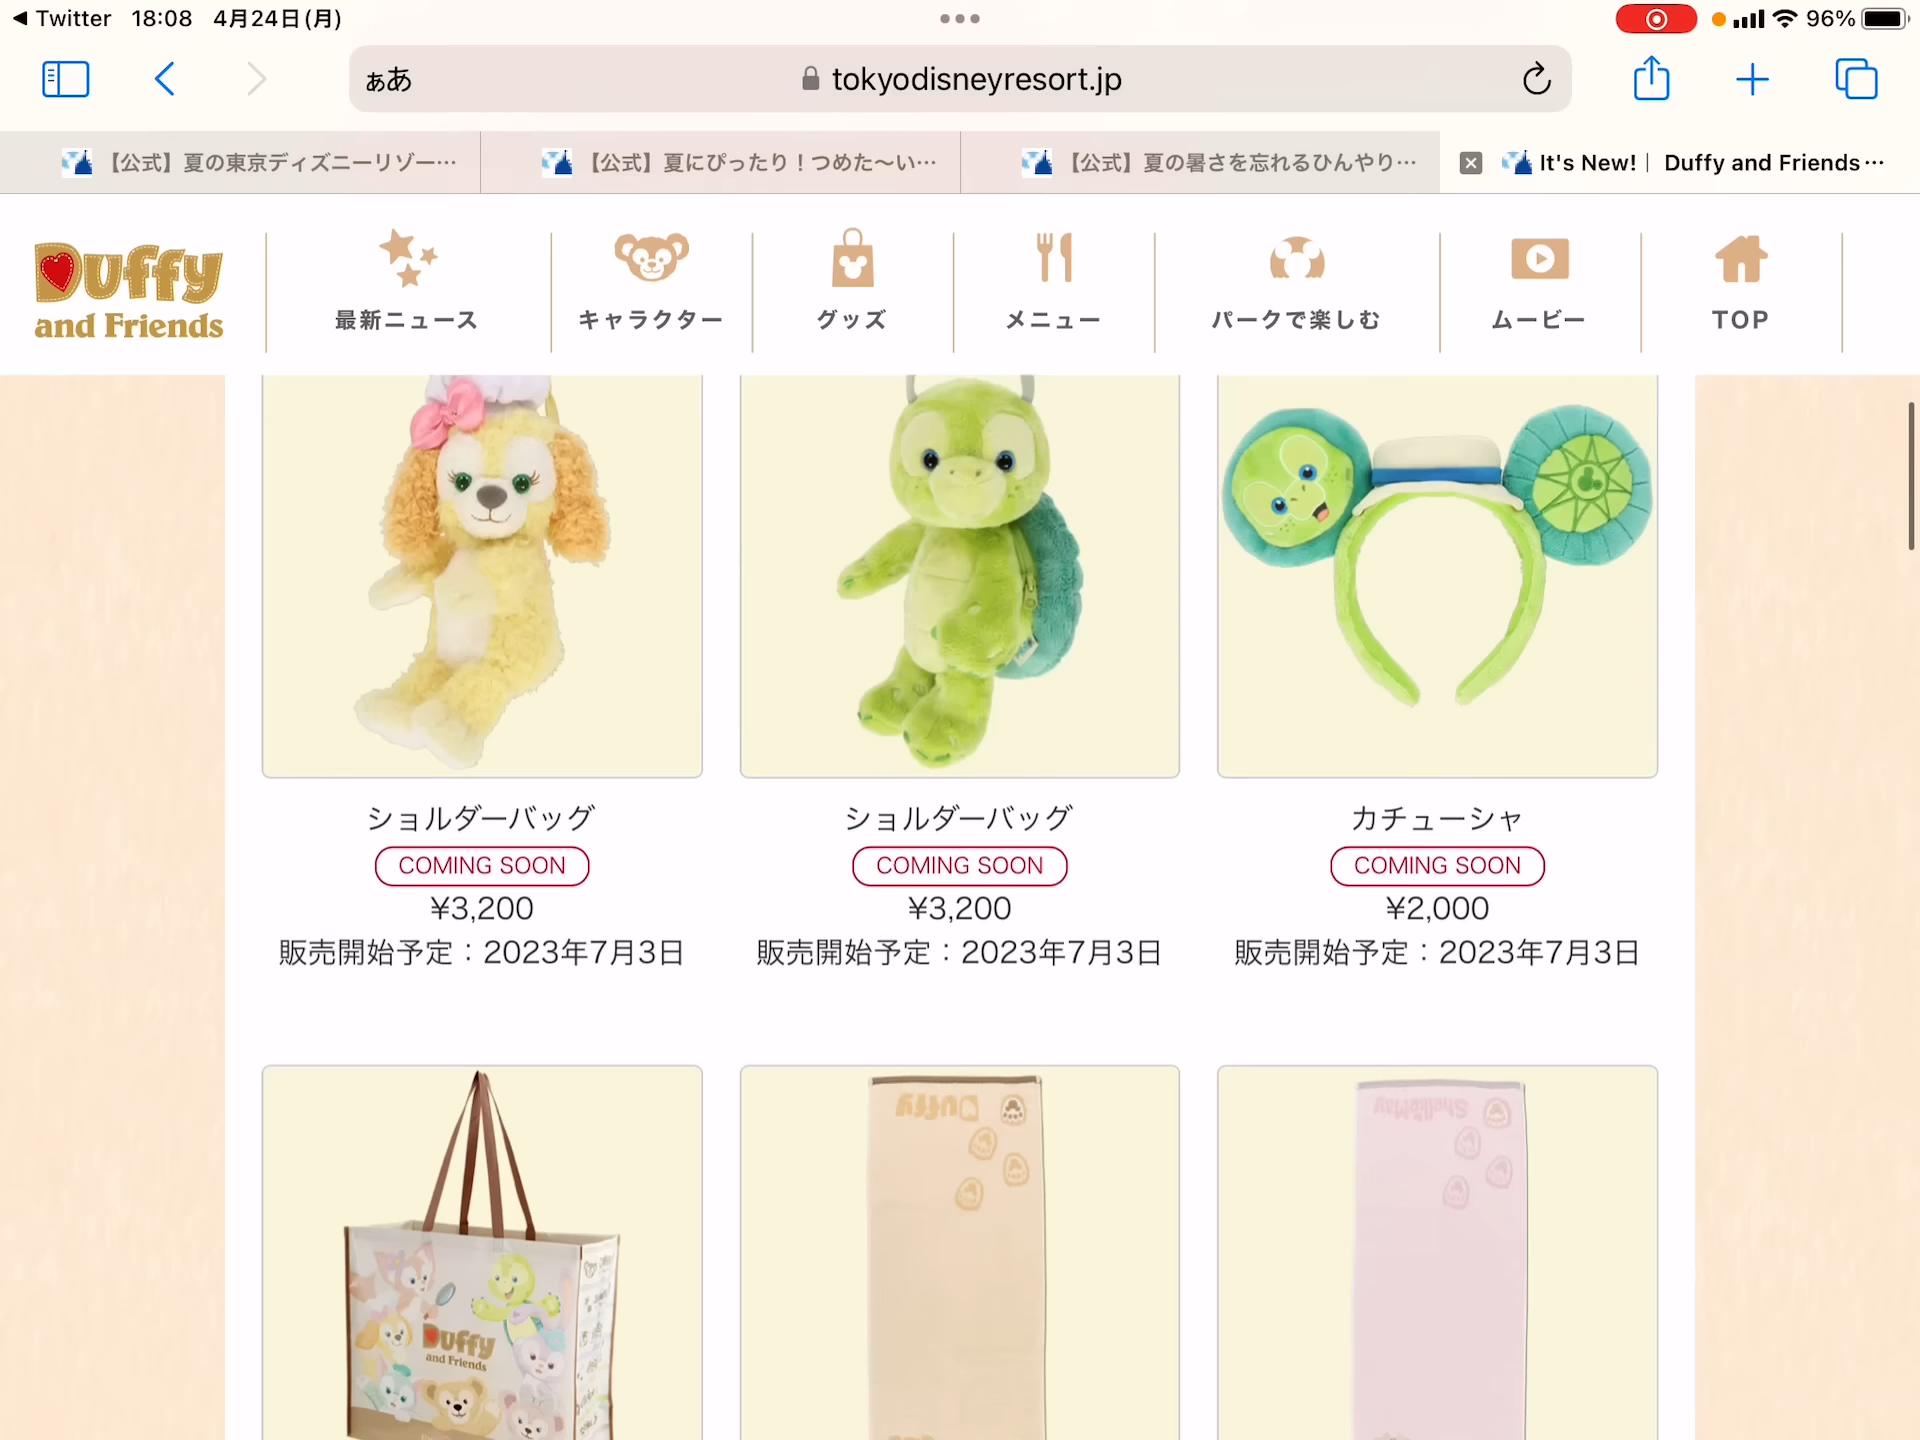 ◀ Twitter 18:08 4月24日(月) 96%
ぁあ tokyodisneyresort.jp
【公式】夏の東京ディズニーリゾー… 【公式】夏にぴったり！つめた〜い… 【公式】夏の暑さを忘れるひんやり… It's New!｜ Duffy and Friends…
Duffy
and Friends
最新ニュース キャラクター グッズ メニュー パークで楽しむ ムービー TOP
ショルダーバッグ ショルダーバッグ カチューシャ
COMING SOON COMING SOON COMING SOON
¥3,200 ¥3,200 ¥2,000
販売開始予定：2023年7月3日 販売開始予定：2023年7月3日 販売開始予定：2023年7月3日
Duffy ShellieMay
Duffy
and Friends